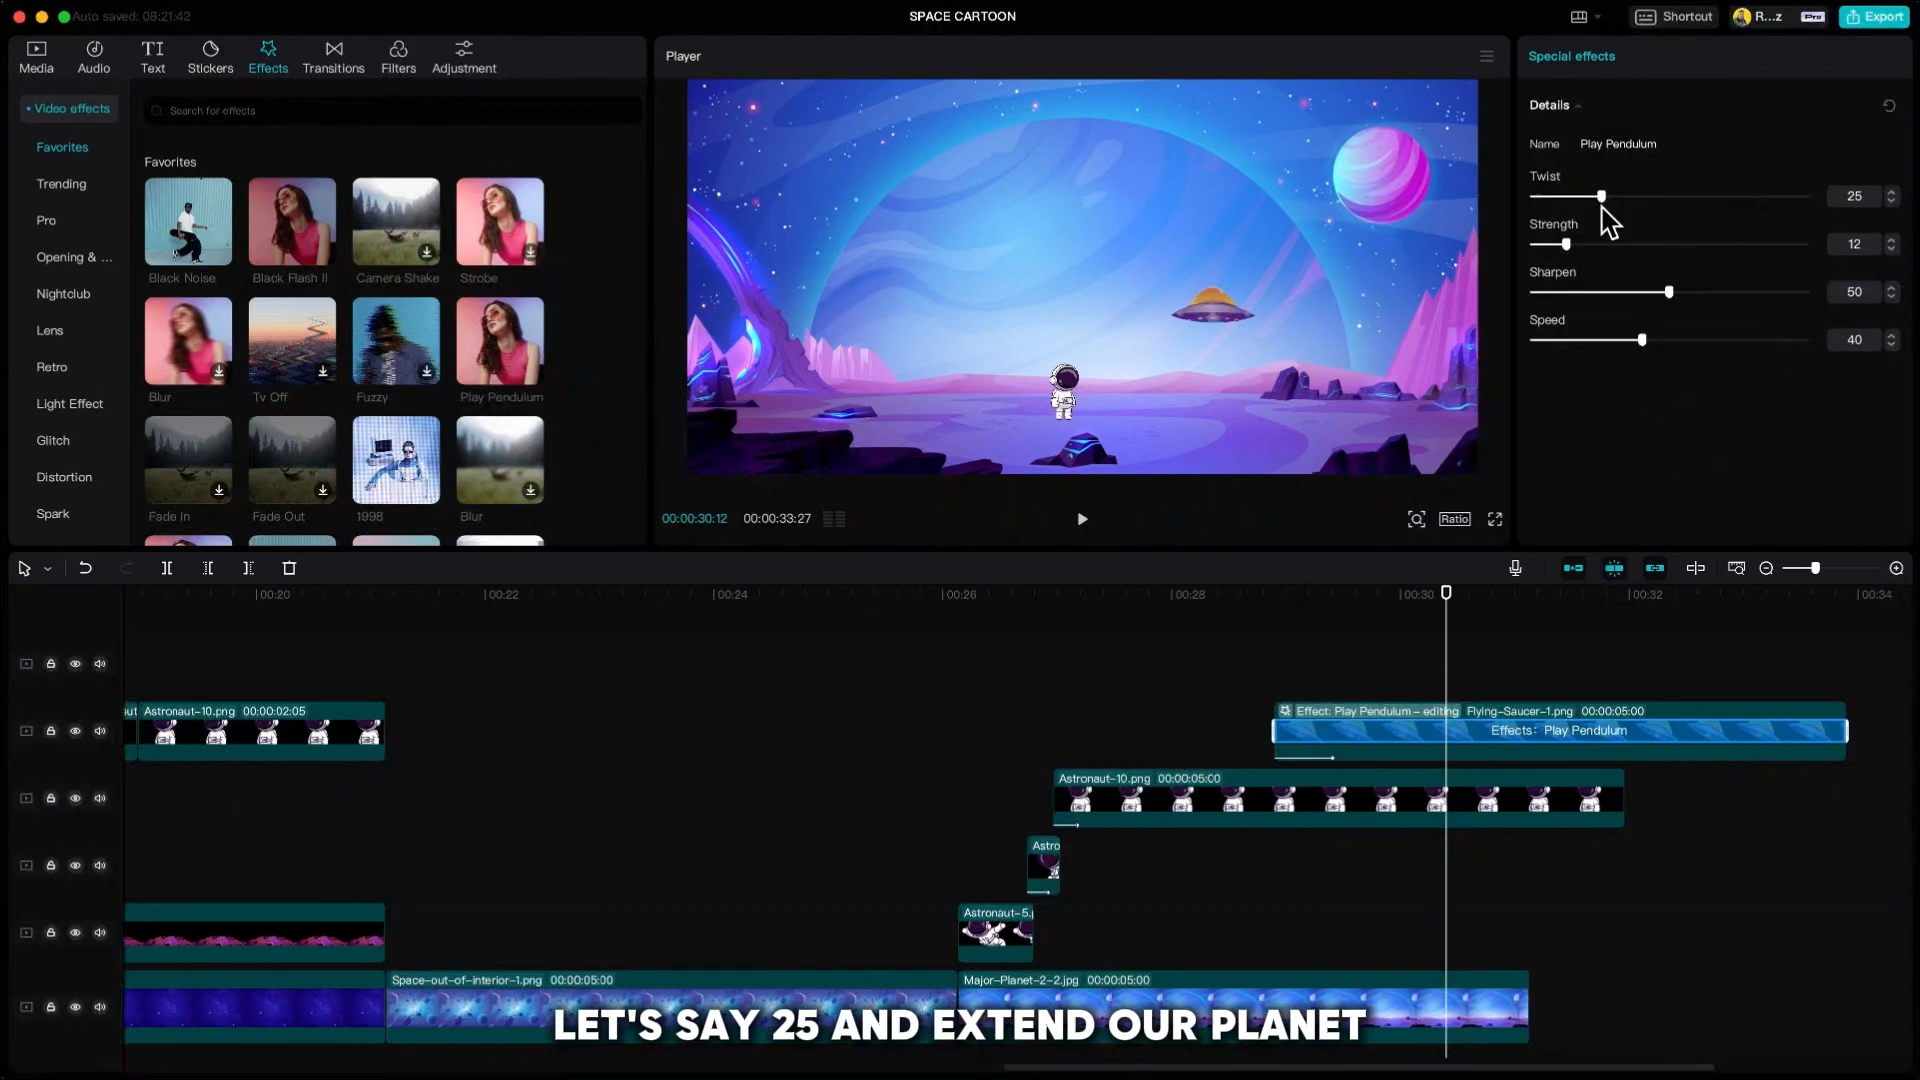 Auto saved: 08:21:42
SPACE CARTOON
Shortcut
R...z
Pro
Export
Media
Audio
TI
Text
Stickers
Effects
Transitions
Filters
Adjustment
Video effects
Favorites
Trending
Pro
Opening & ...
Nightclub
Lens
Retro
Light Effect
Glitch
Distortion
Spark
Search for effects
Favorites
Black Noise
Black Flash II
Camera Shake
Strobe
Blur
Tv Off
Fuzzy
Play Pendulum
Fade In
Fade Out
1998
Blur
Player
00:00:30:12
00:00:33:27
Ratio
Special effects
Details
Name Play Pendulum
Twist
25
Strength
12
Sharpen
50
Speed
40
00:20
00:22
00:24
00:26
00:28
00:30
00:32
00:34
aut
Astronaut-10.png 00:00:02:05
Effect: Play Pendulum – editing Flying-Saucer-1.png 00:00:05:00
Effects: Play Pendulum
Astronaut-10.png 00:00:05:00
Astro
Astronaut-5.p
Space-out-of-interior-1.png 00:00:05:00
Major-Planet-2-2.jpg 00:00:05:00
LET'S SAY 25 AND EXTEND OUR PLANET